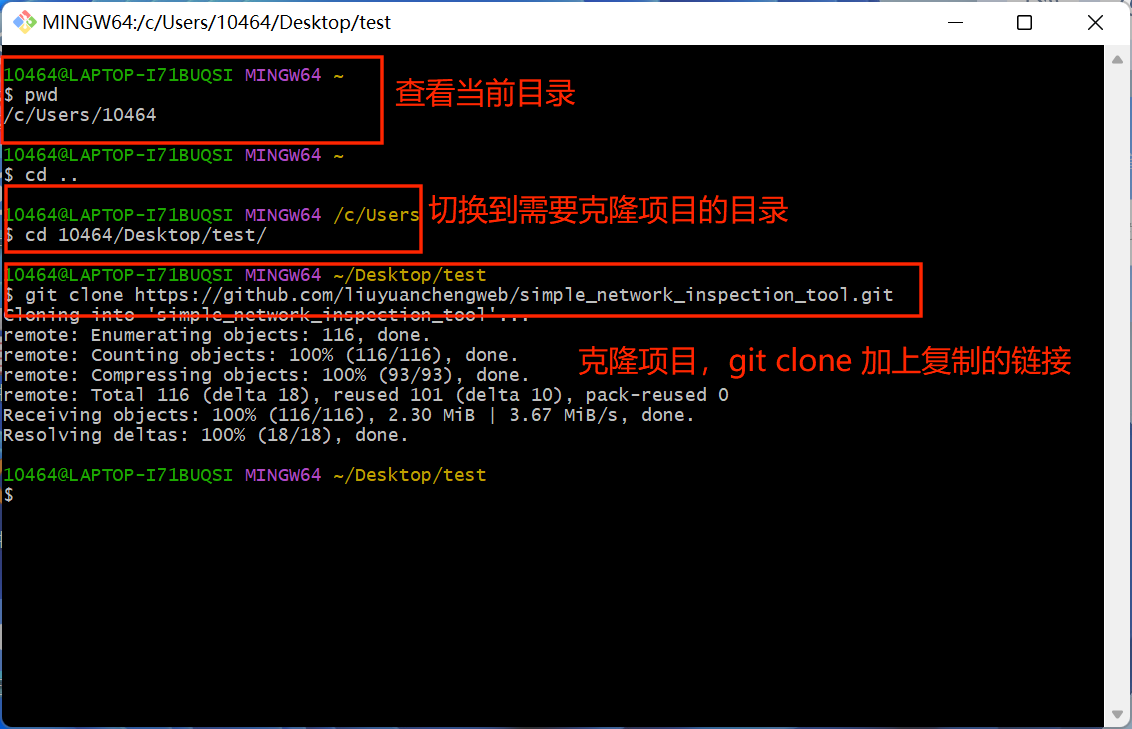 MINGW64:/c/Users/10464/Desktop/test
10464@LAPTOP-I71BUQSI MINGW64 ~
$ pwd
/c/Users/10464
查看当前目录
10464@LAPTOP-I71BUQSI MINGW64 ~
$ cd ..
10464@LAPTOP-I71BUQSI MINGW64 /c/Users
$ cd 10464/Desktop/test/
切换到需要克隆项目的目录
10464@LAPTOP-I71BUQSI MINGW64 ~/Desktop/test
$ git clone https://github.com/liuyuanchengweb/simple_network_inspection_tool.git
Cloning into 'simple_network_inspection_tool'...
remote: Enumerating objects: 116, done.
remote: Counting objects: 100% (116/116), done.
remote: Compressing objects: 100% (93/93), done.
remote: Total 116 (delta 18), reused 101 (delta 10), pack-reused 0
Receiving objects: 100% (116/116), 2.30 MiB | 3.67 MiB/s, done.
Resolving deltas: 100% (18/18), done.
克隆项目，git clone 加上复制的链接
10464@LAPTOP-I71BUQSI MINGW64 ~/Desktop/test
$